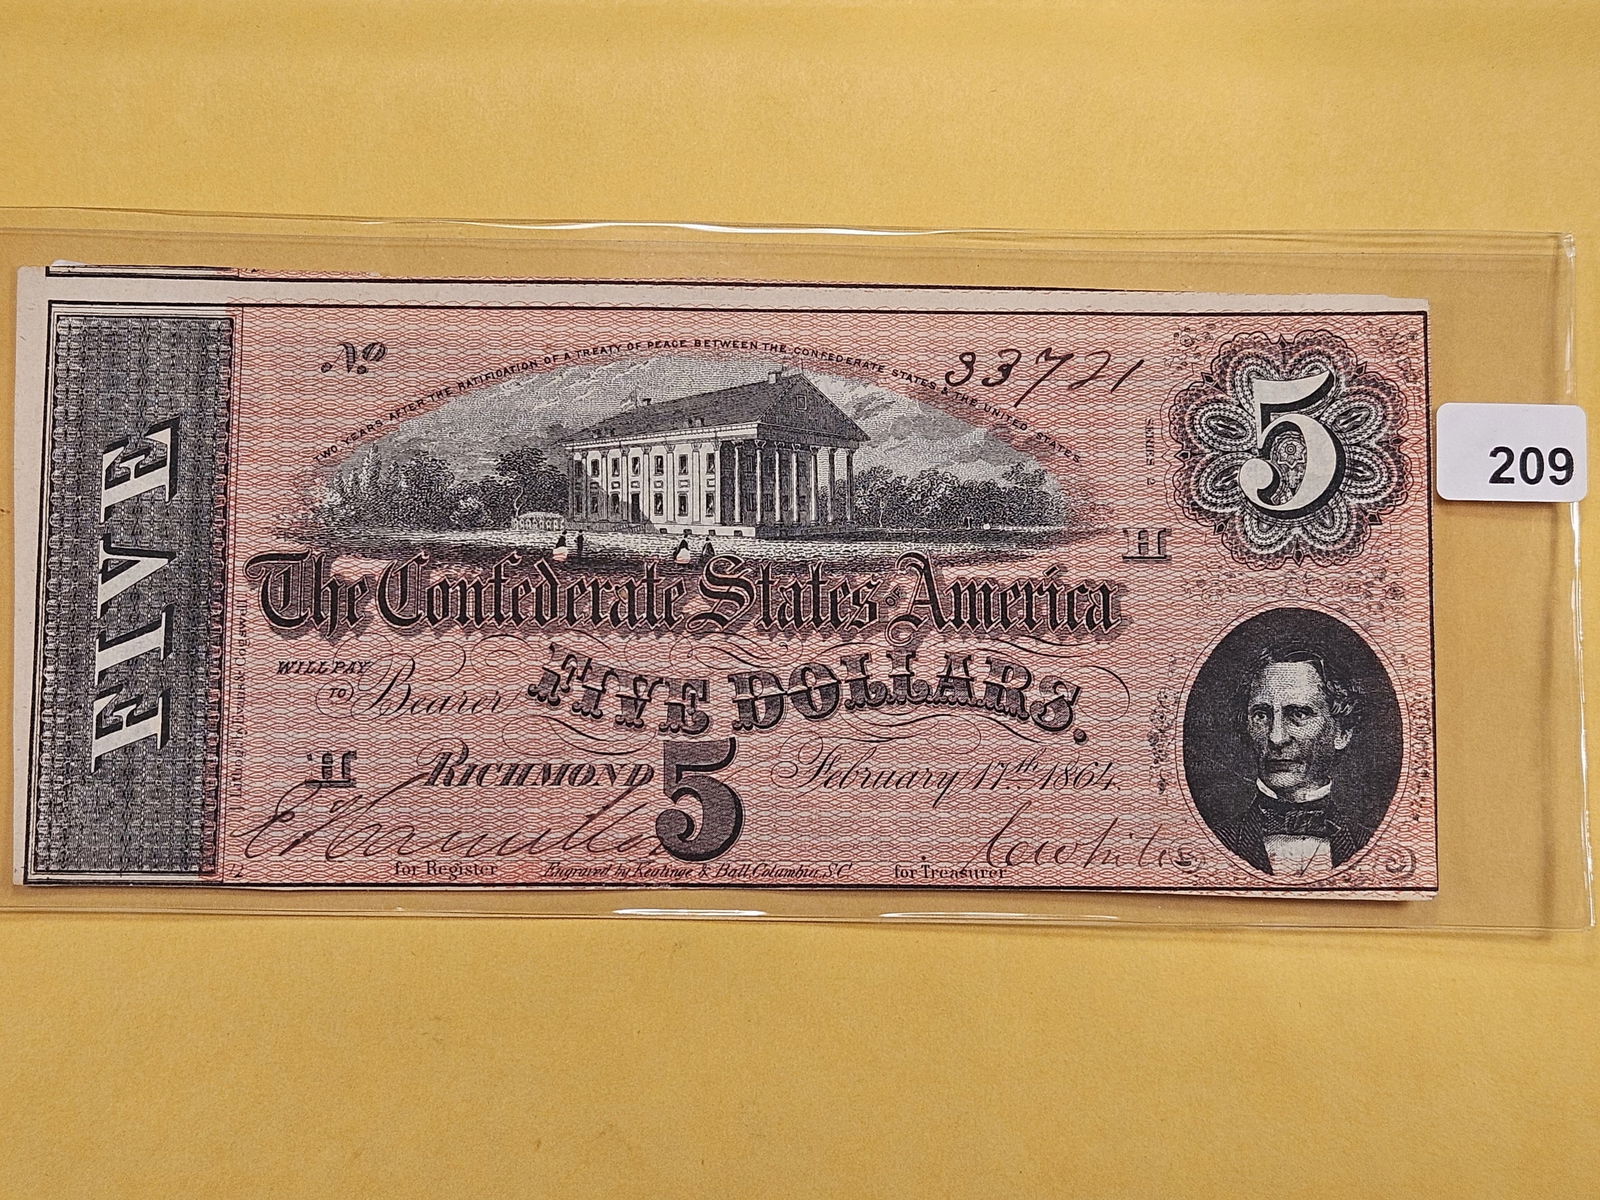 FIVE
No
33721
TWO YEARS AFTER THE RATIFICATION OF A TREATY OF PEACE BETWEEN THE CONFEDERATE STATES & THE UNITED STATES
SERIES 2
5
H
The Confederate States of America
WILL PAY
TO Bearer
FIVE DOLLARS.
H
RICHMOND
5
February 17th 1864.
for Register
Engraved by Keatinge & Ball, Columbia, S.C
for Treasurer
209